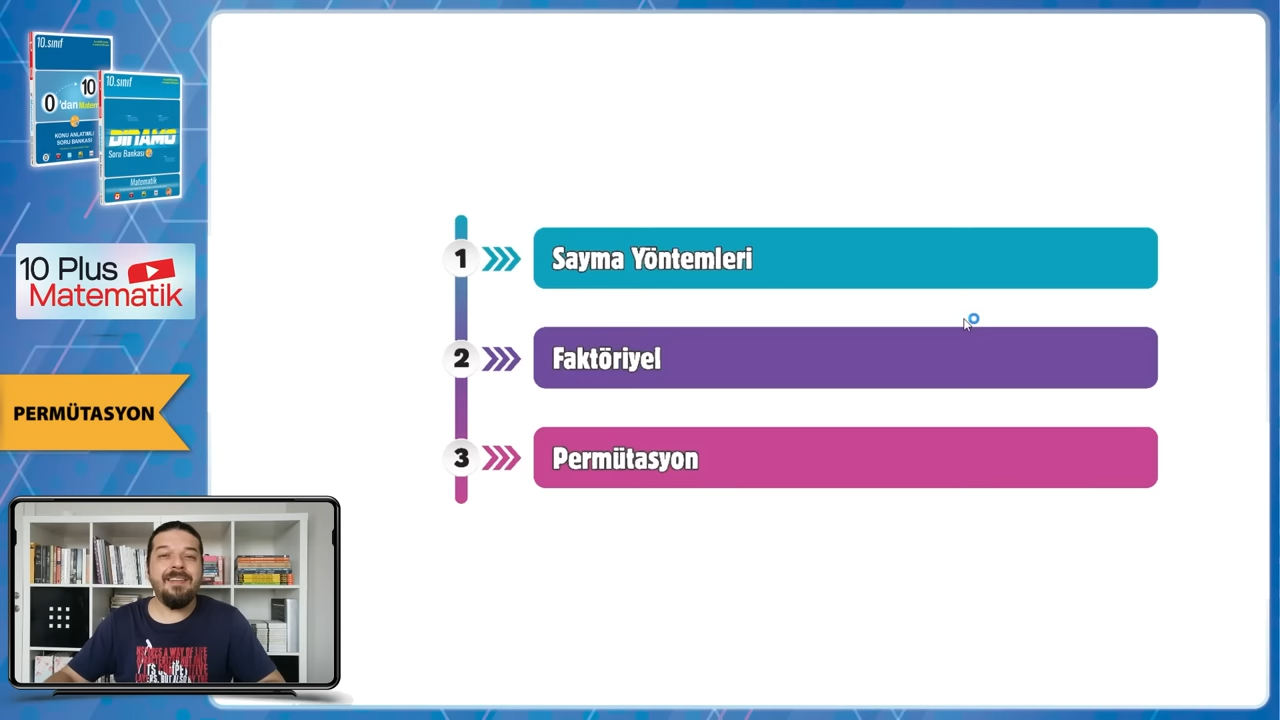 10.sınıf
0'dan 10
KONU ANLATIMLI
SORU BANKASI
10.sınıf
DİNAMO
Soru Bankası
Matematik
10 Plus
Matematik
PERMÜTASYON
1 Sayma Yöntemleri
2 Faktöriyel
3 Permütasyon